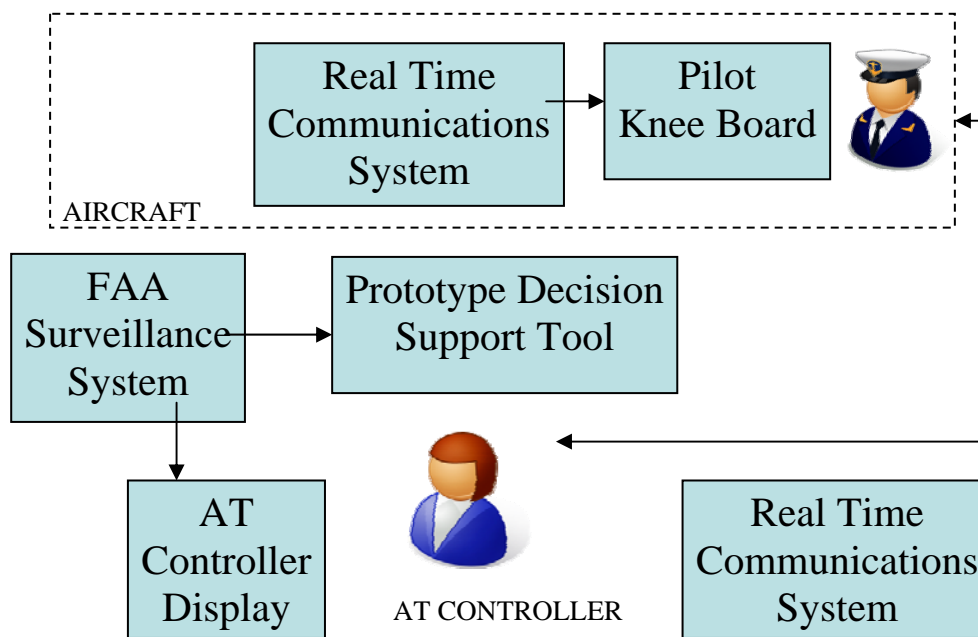 Real Time
Communications
System
Pilot
Knee Board
AIRCRAFT
FAA
Surveillance
System
Prototype Decision
Support Tool
AT
Controller
Display
AT CONTROLLER
Real Time
Communications
System